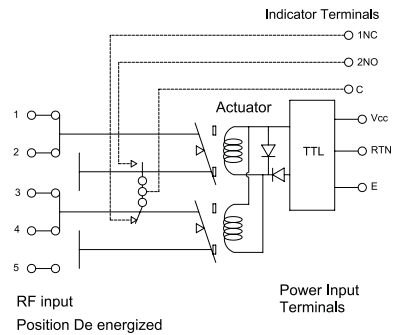 Indicator Terminals
1NC
2NO
C
Actuator
1
2
3
4
5
TTL
Vcc
RTN
E
RF input
Position De energized
Power Input
Terminals